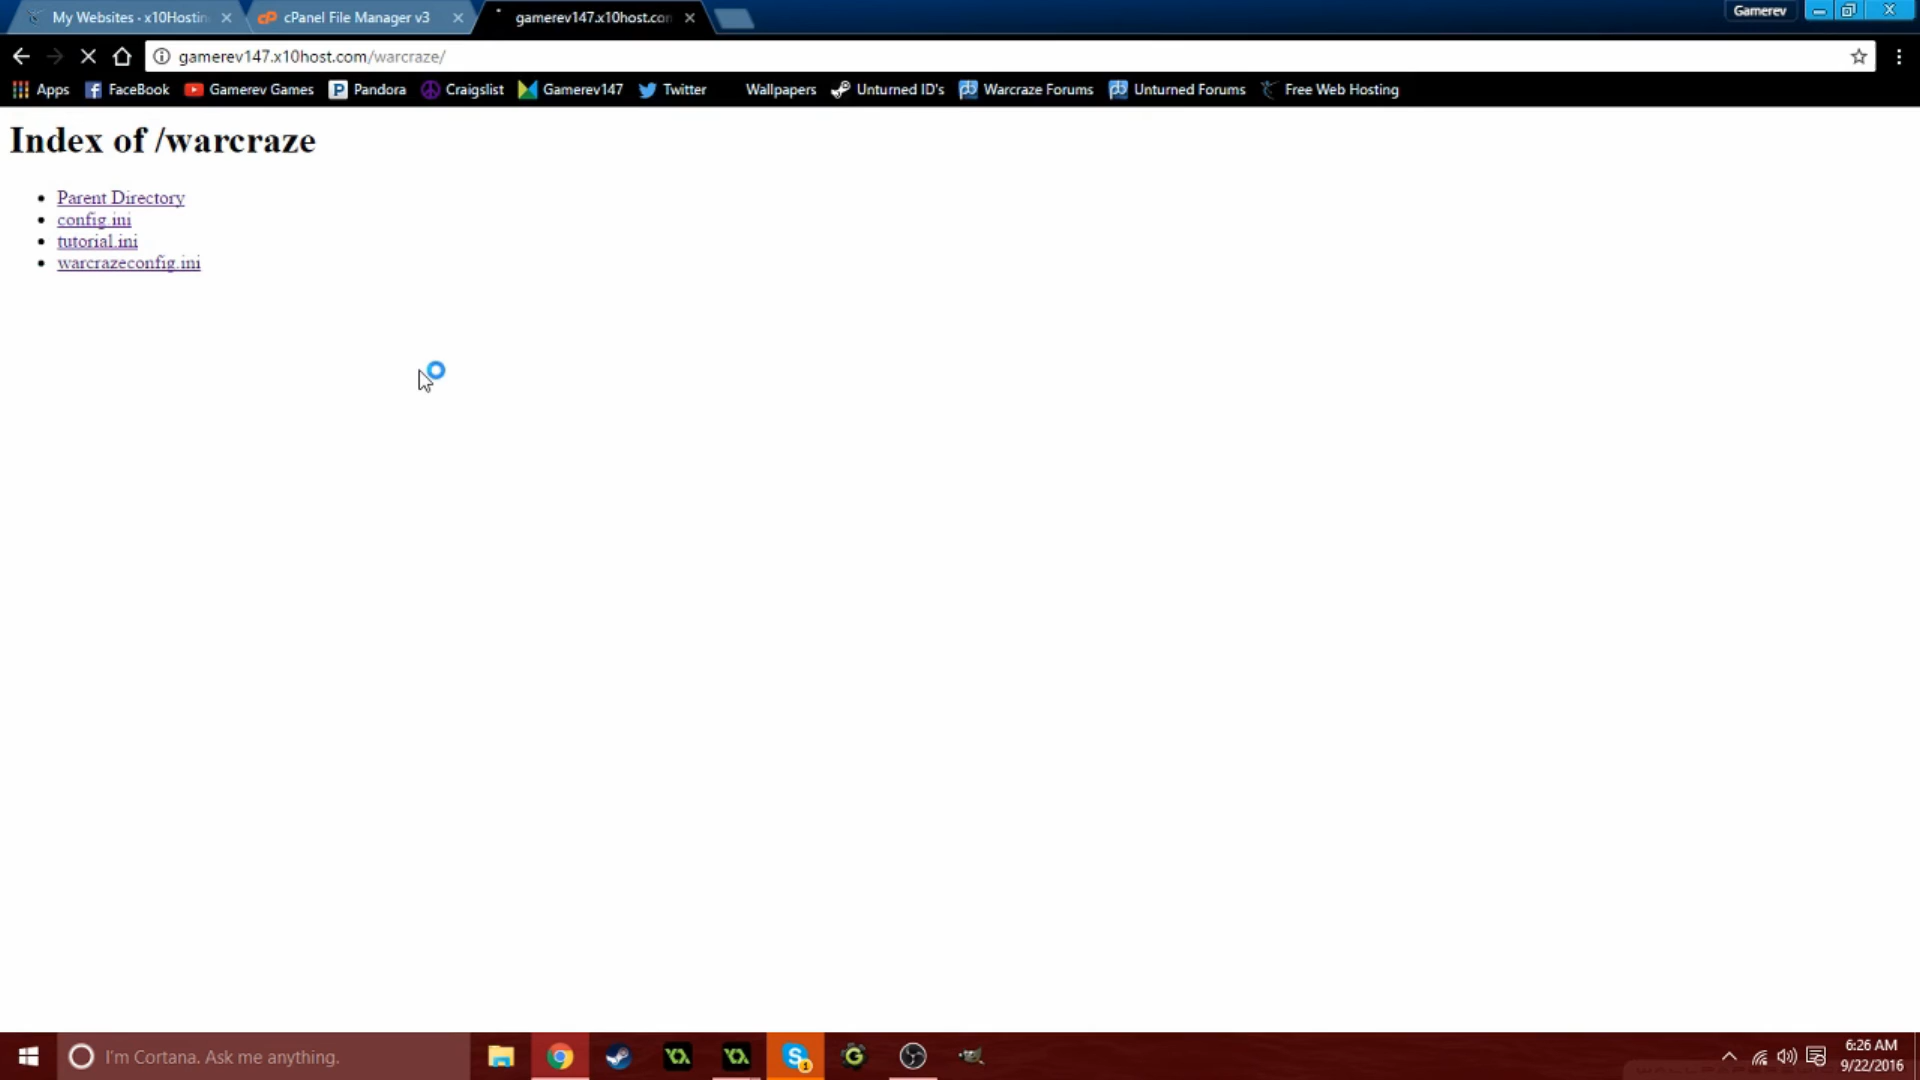 My Websites - x10Hostin
cPanel File Manager v3
gamerev147.x10host.con
Gamerev
gamerev147.x10host.com/warcraze/
Apps
FaceBook
Gamerev Games
Pandora
Craigslist
Gamerev147
Twitter
Wallpapers
Unturned ID's
Warcraze Forums
Unturned Forums
Free Web Hosting
Index of /warcraze
Parent Directory
config.ini
tutorial.ini
warcrazeconfig.ini
I'm Cortana. Ask me anything.
6:26 AM
9/22/2016